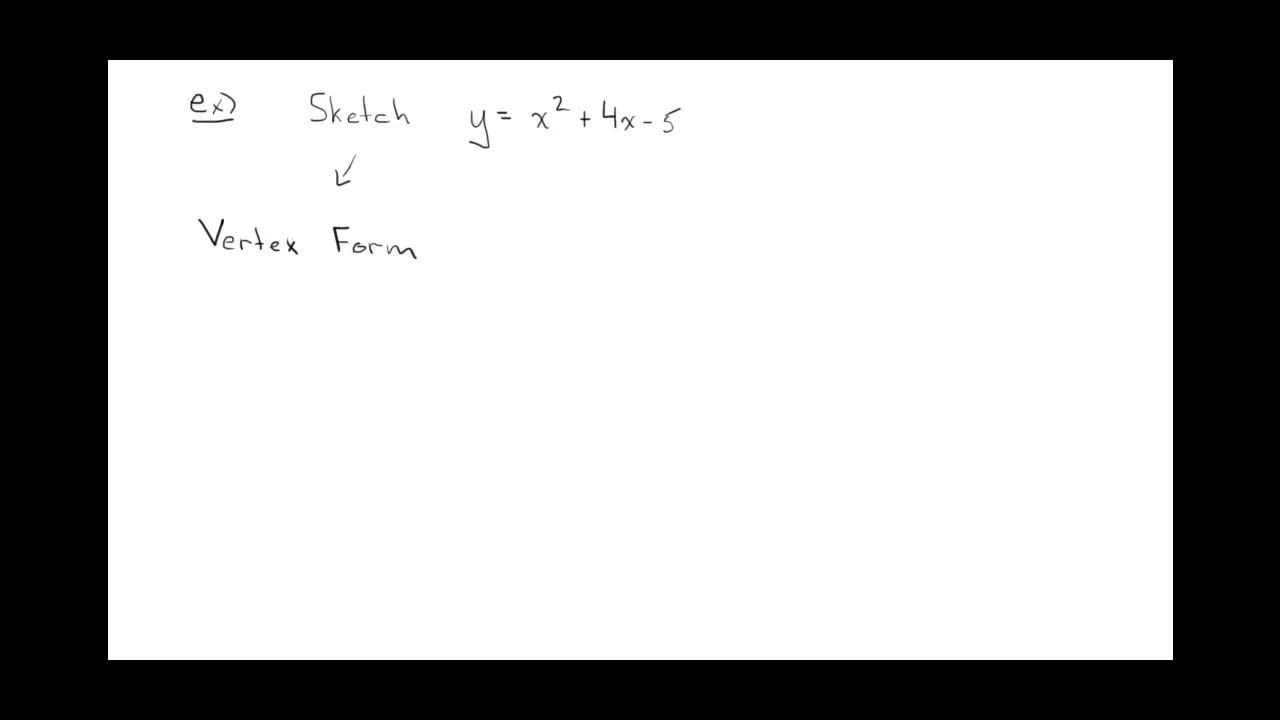 ex) Sketch y = x² + 4x - 5
↙
Vertex Form